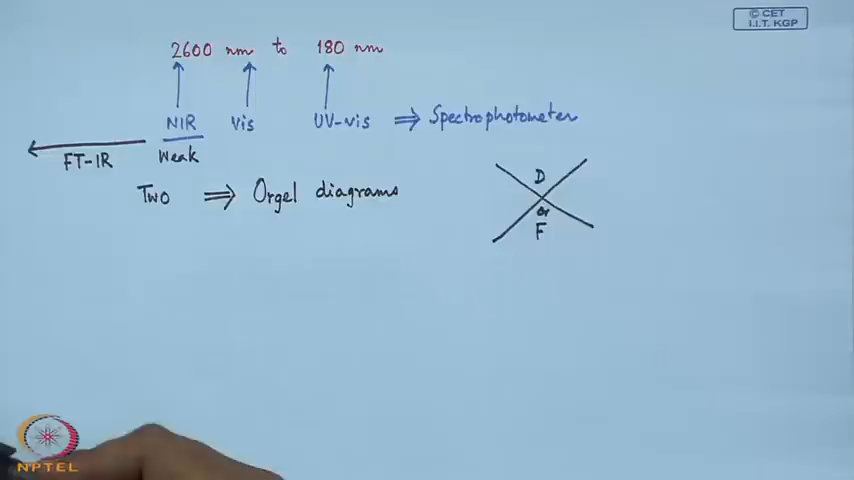 © CET
I.I.T. KGP
2600 nm to 180 nm
NIR Vis UV-vis ⇒ Spectrophotometer
FT-IR Weak
Two ⇒ Orgel diagrams
D
or
F
NPTEL